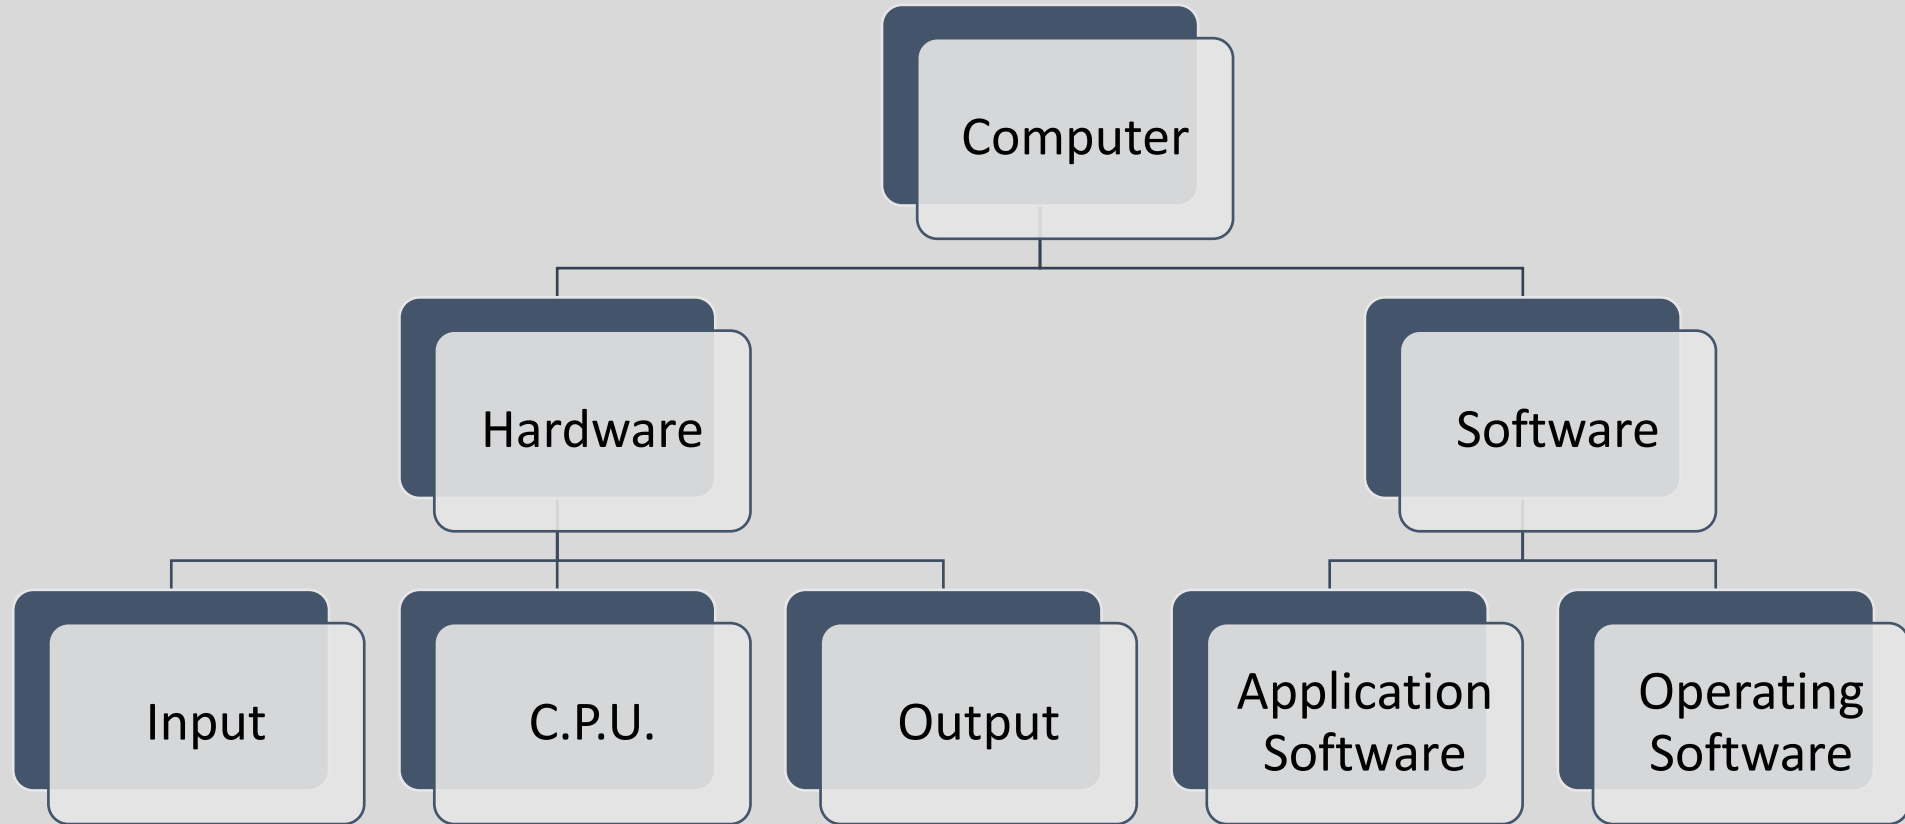 Computer
Hardware
Software
Input
C.P.U.
Output
Application
Software
Operating
Software